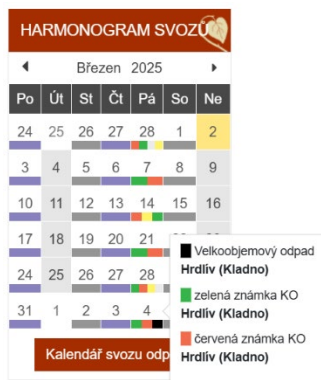 HARMONOGRAM SVOZŮ
Březen 2025
Po Út St Čt Pá So Ne
24 25 26 27 28 1 2
3 4 5 6 7 8 9
10 11 12 13 14 15 16
17 18 19 20 21
24 25 26 27 28
31 1 2 3 4
Velkoobjemový odpad
Hrdlív (Kladno)
zelená známka KO
Hrdlív (Kladno)
červená známka KO
Hrdlív (Kladno)
Kalendář svozu odp